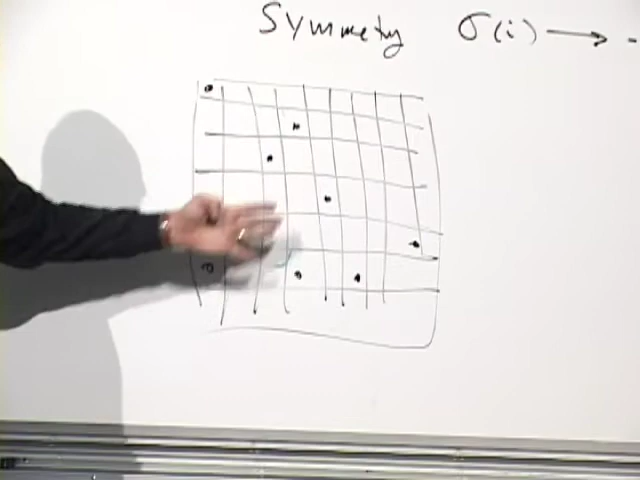 Symmetry σ(i) → -